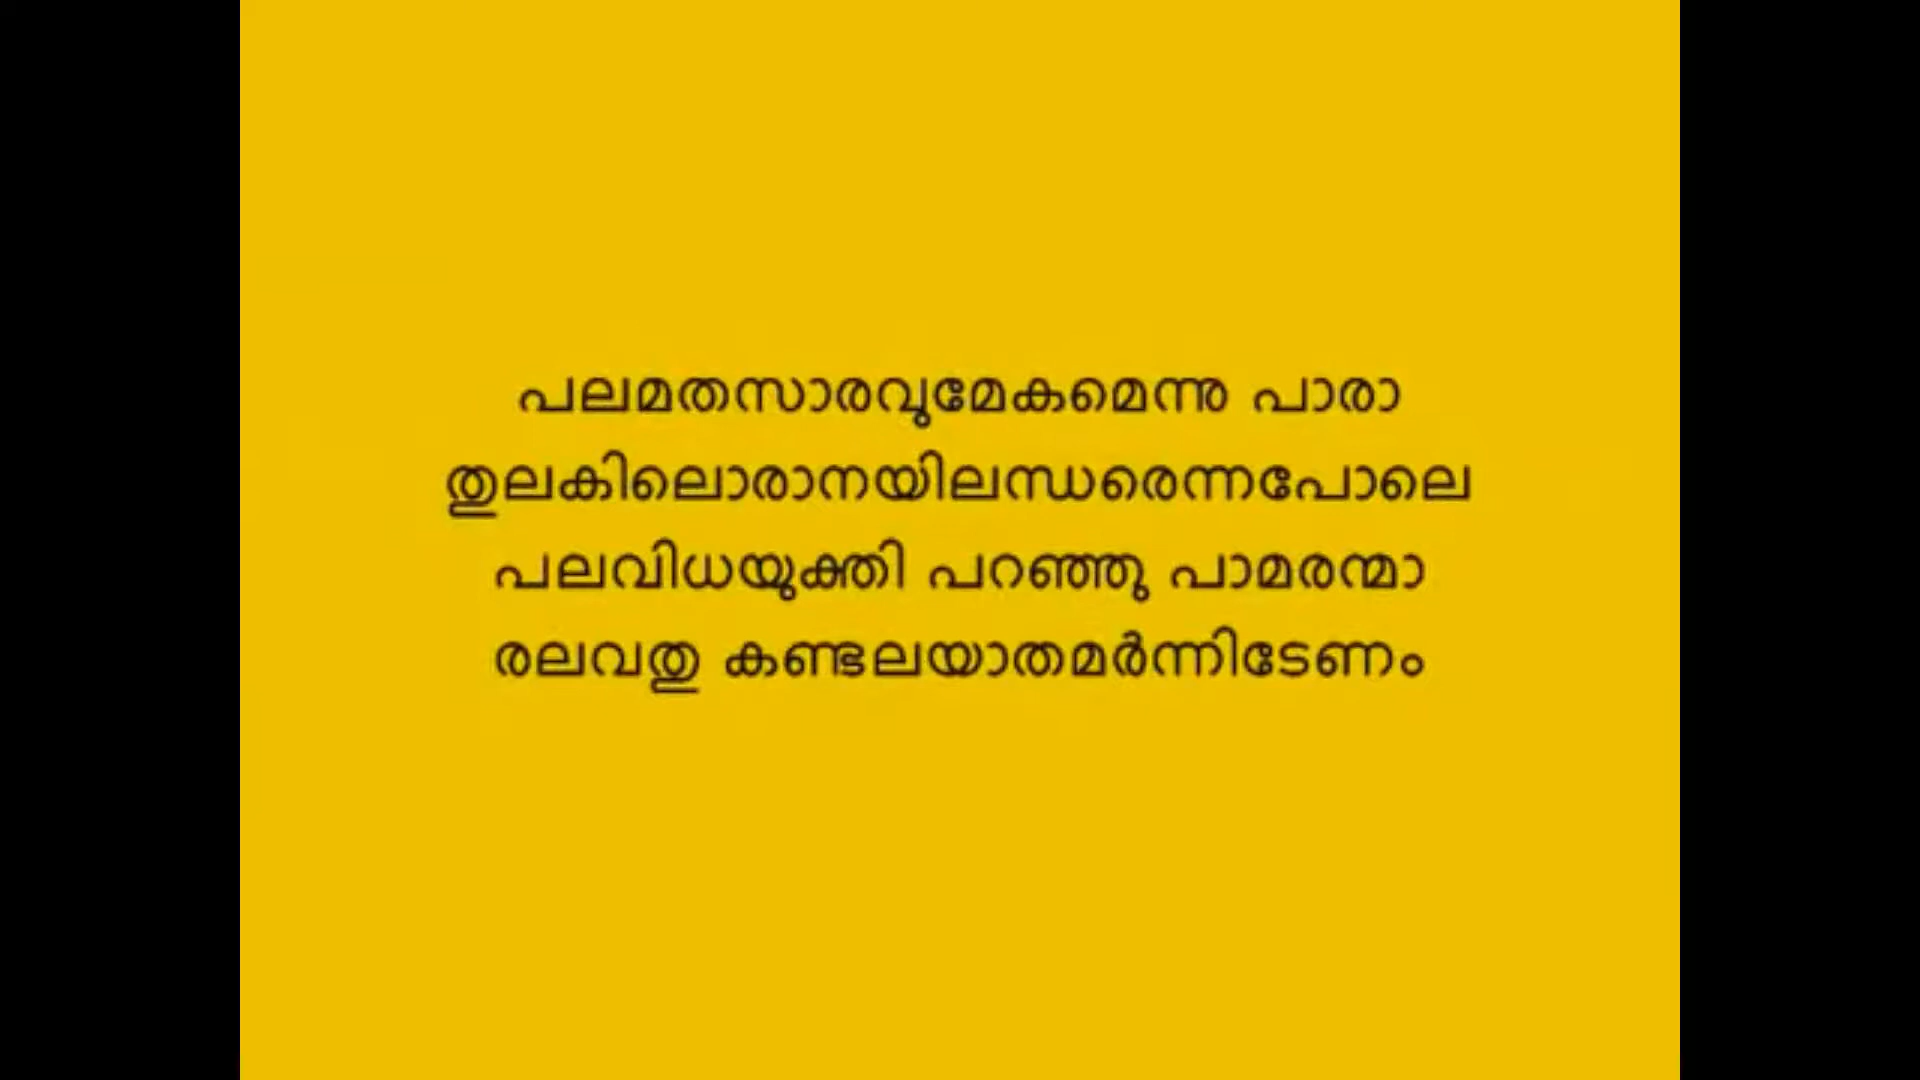 പലമതസാരവുമേകമെന്നു പാരാ
തുലകിലൊരാനയിലന്ധരെന്നപോലെ
പലവിധയുക്തി പറഞ്ഞു പാമരന്മാ
രലവതു കണ്ടലയാതമർന്നിടേണം